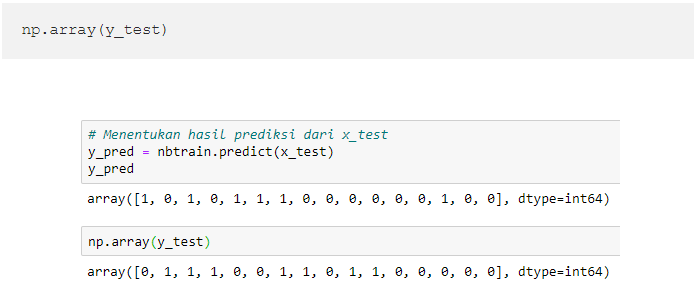 np.array(y_test)
# Menentukan hasil prediksi dari x_test
y_pred = nbtrain.predict(x_test)
y_pred
array([1, 0, 1, 0, 1, 1, 1, 0, 0, 0, 0, 0, 0, 1, 0, 0], dtype=int64)
np.array(y_test)
array([0, 1, 1, 1, 0, 0, 1, 1, 0, 1, 1, 0, 0, 0, 0, 0], dtype=int64)